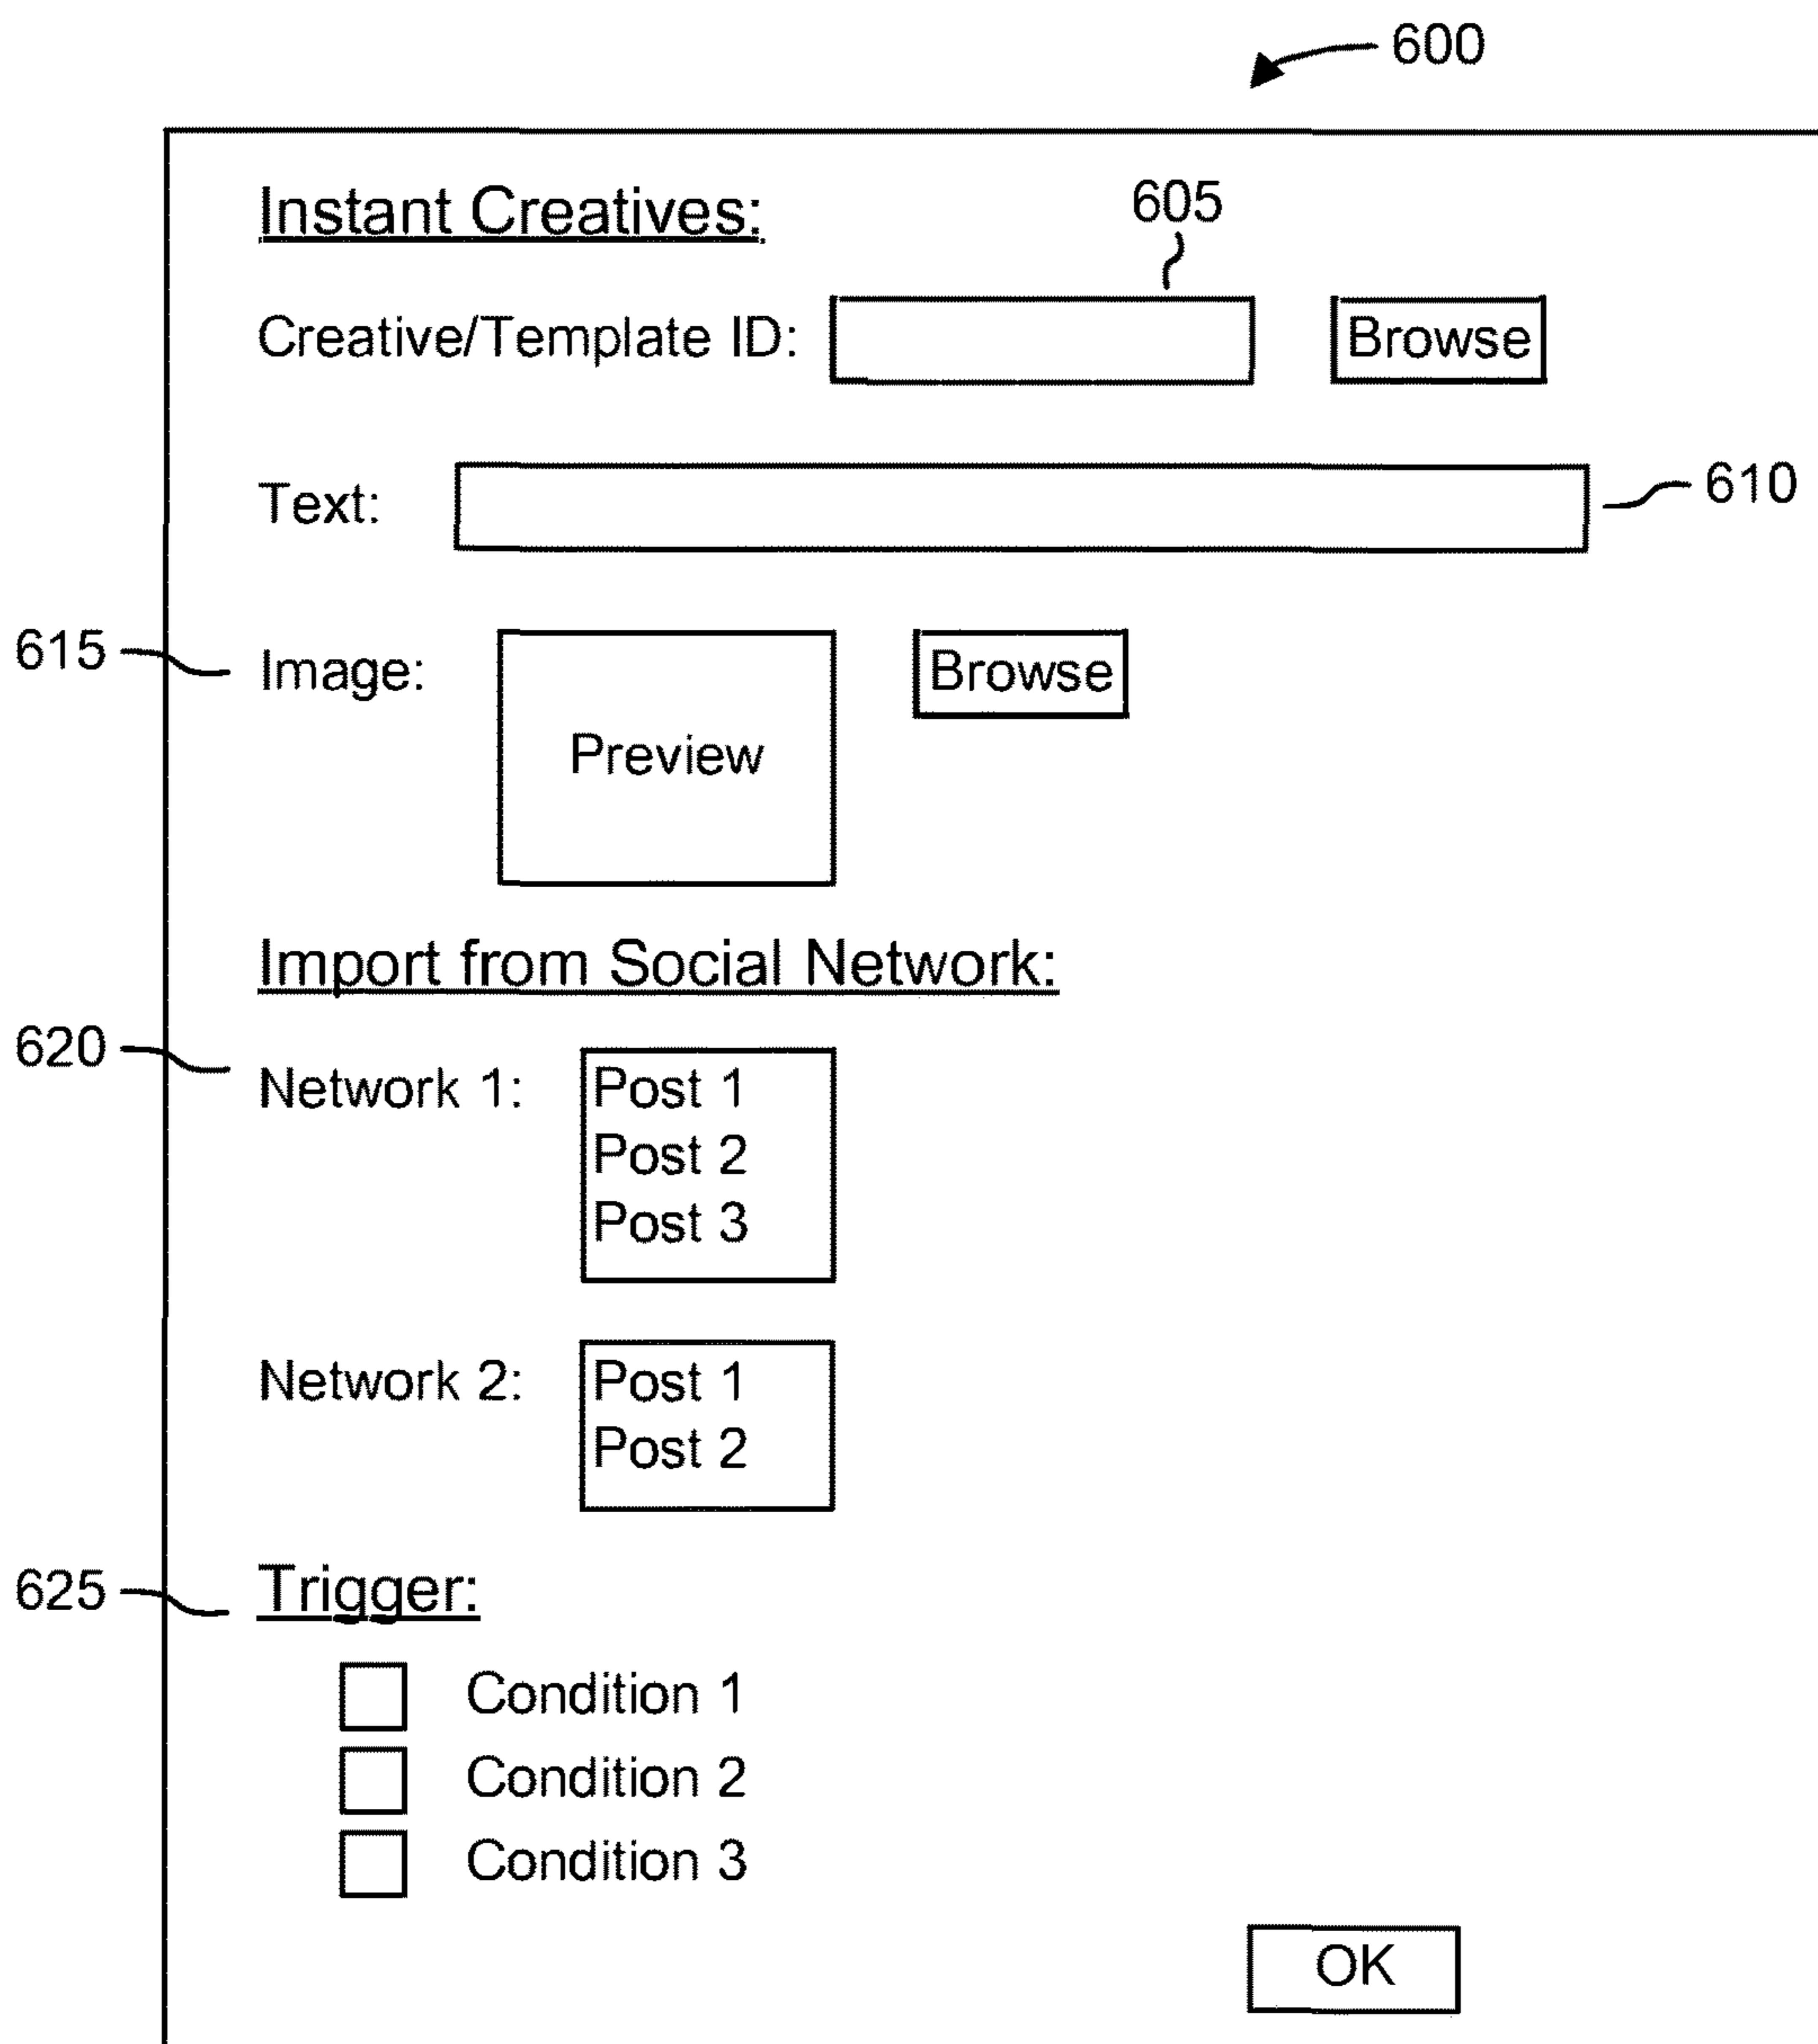 600
Instant Creatives:
605
Creative/Template ID:
Browse
Text:
610
615
Image:
Browse
Preview
Import from Social Network:
620
Network 1:
Post 1
Post 2
Post 3
Network 2:
Post 1
Post 2
625
Trigger:
Condition 1
Condition 2
Condition 3
OK